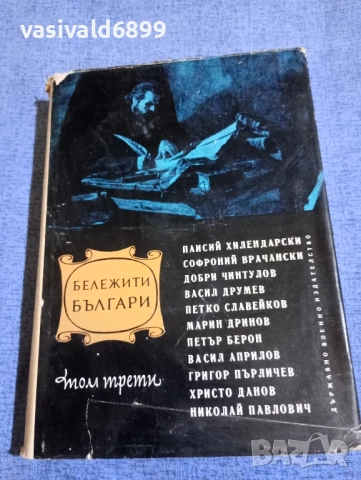 vasivald6899
ПАИСИЙ ХИЛЕНДАРСКИ
СОФРОНИЙ ВРАЧАНСКИ
ДОБРИ ЧИНТУЛОВ
ВАСИЛ ДРУМЕВ
ПЕТКО СЛАВЕЙКОВ
МАРИН ДРИНОВ
ПЕТЪР БЕРОН
ВАСИЛ АПРИЛОВ
ГРИГОР ПЪРЛИЧЕВ
ХРИСТО ДАНОВ
НИКОЛАЙ ПАВЛОВИЧ
БЕЛЕЖИТИ
БЪЛГАРИ
том трети
ДЪРЖАВНО ВОЕННО ИЗДАТЕЛСТВО
BAZAR